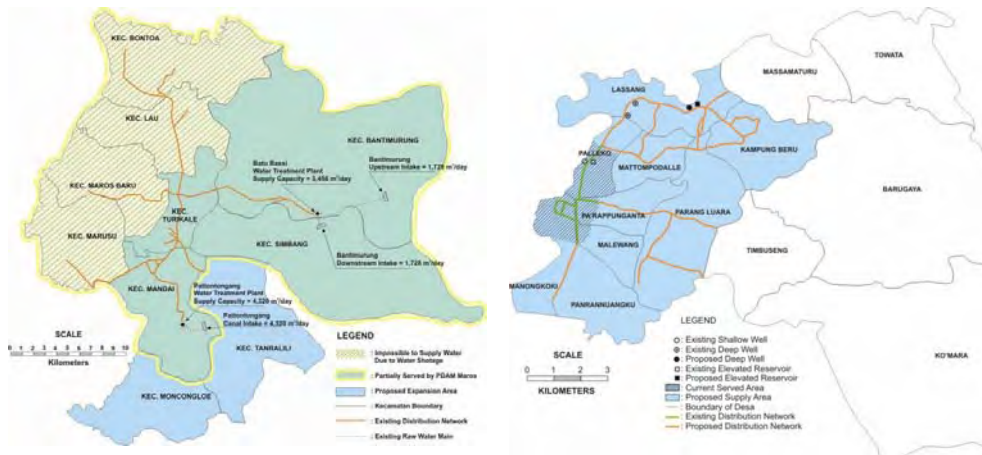 KEC. BONTOA
KEC. LAU
KEC. BANTIMURUNG
Batu Bassi
Water Treatment Plant
Supply Capacity = 3,456 m³/day
Bantimurung
Upstream Intake = 1,728 m³/day
KEC. MAROS BARU
KEC.
TURIKALE
KEC. MARUSU
KEC. SIMBANG
Bantimurung
Downstream Intake = 1,728 m³/day
KEC. MANDAI
Pattontongang
Water Treatment Plant
Supply Capacity = 4,320 m³/day
Pattontongang
Canal Intake = 4,320 m³/day
SCALE
0 1 2 3 4 5 6 7 8 9 10
Kilometers
KEC. TANRALILI
KEC. MONCONGLOE
LEGEND
: Impossible to Supply Water
Due to Water Shotage
: Partially Served by PDAM Maros
: Proposed Expansion Area
: Kecamatan Boundary
: Existing Distribution Network
: Existing Raw Water Main
TOWATA
MASSAMATURU
LASSANG
PALLEKO
MATTOMPODALLE
KAMPUNG BERU
BARUGAYA
PA'RAPPUNGANTA
PARANG LUARA
MALEWANG
TIMBUSENG
MANONGKOKI
PANRANNUANGKU
KO'MARA
SCALE
0 1 2 3
KILOMETERS
LEGEND
: Existing Shallow Well
: Existing Deep Well
: Proposed Deep Well
: Existing Elevated Reservoir
: Proposed Elevated Reservoir
: Current Served Area
: Proposed Supply Area
: Boundary of Desa
: Existing Distribution Network
: Proposed Distribution Network